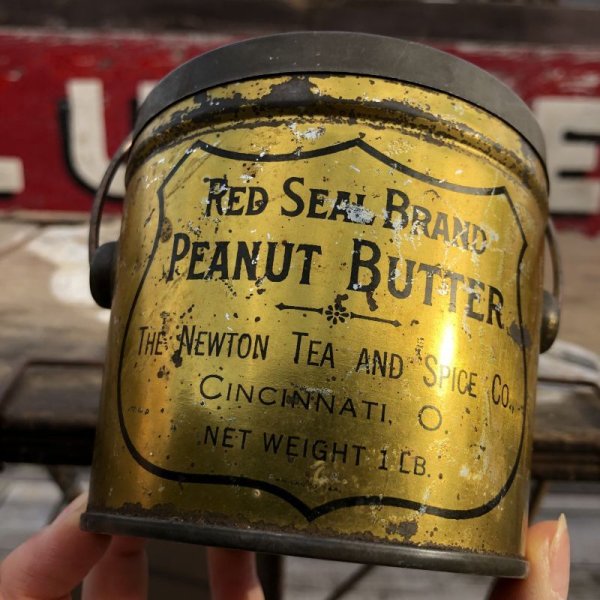 RED SEAL BRAND
PEANUT BUTTER
THE NEWTON TEA AND SPICE CO.,
CINCINNATI, O.
NET WEIGHT 1 LB.